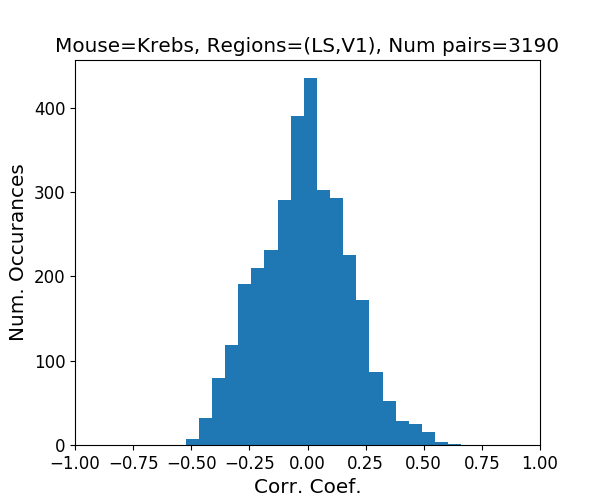 Mouse=Krebs, Regions=(LS,V1), Num pairs=3190
400
300
200
100
0
Num. Occurances
−1.00 −0.75 −0.50 −0.25 0.00 0.25 0.50 0.75 1.00
Corr. Coef.